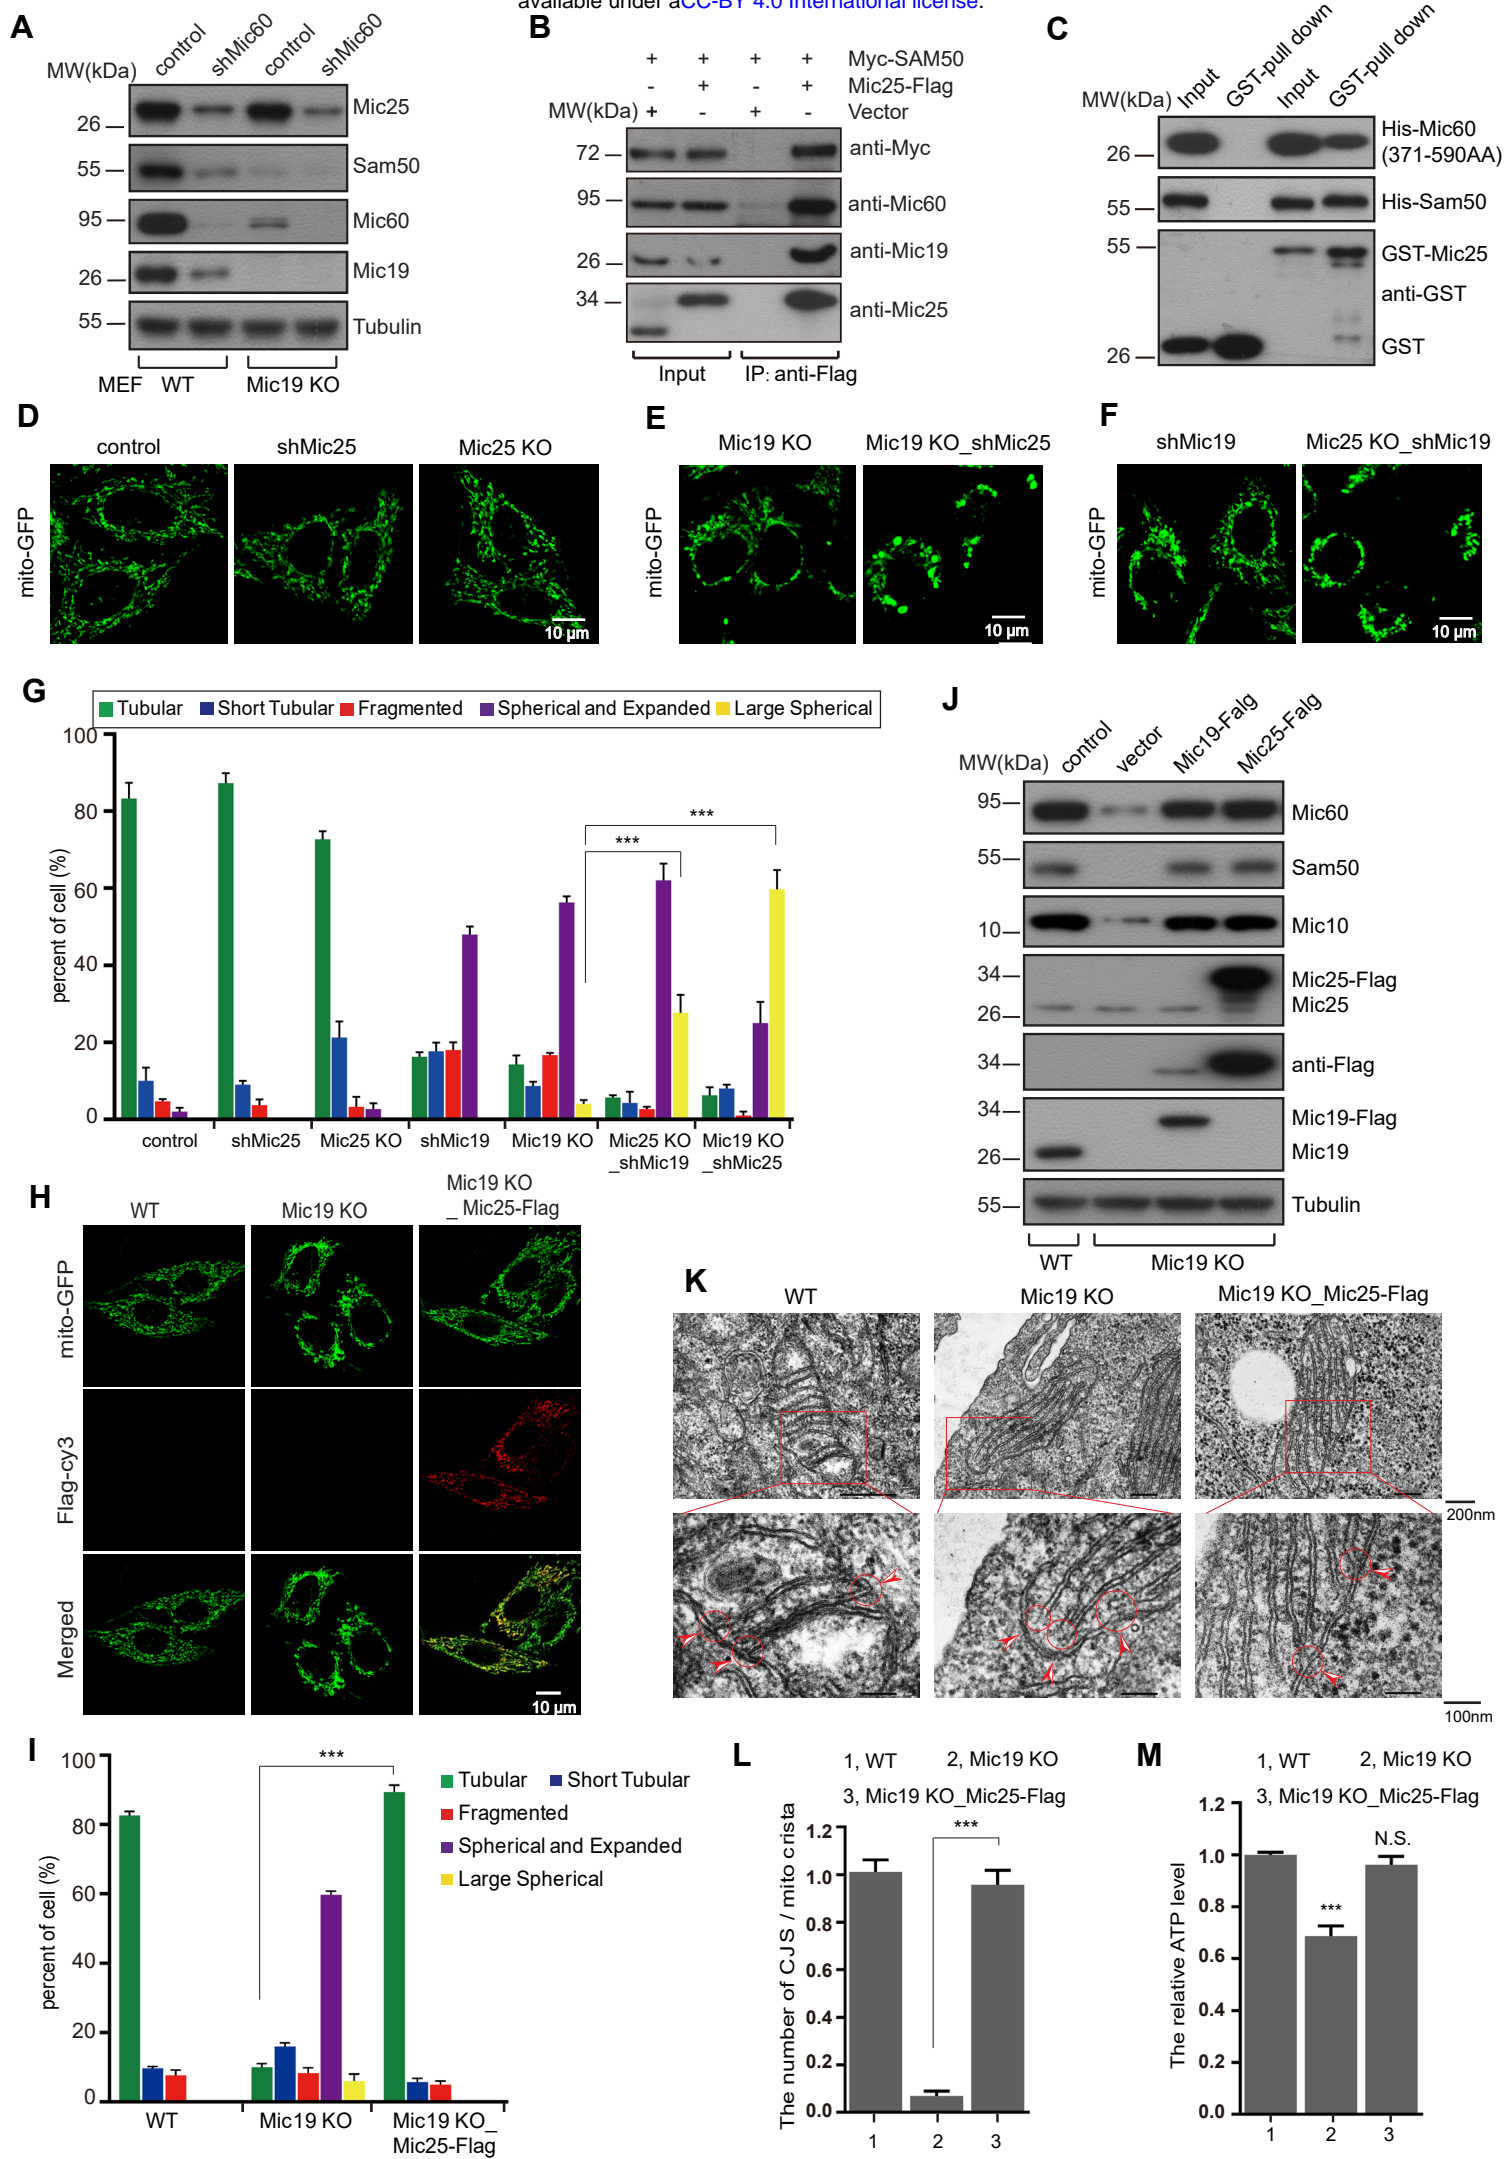 available under aCC-BY 4.0 International license.
A
control
shMic60
control
shMic60
MW(kDa)
Mic25
26
Sam50
55
Mic60
95
Mic19
26
Tubulin
55
MEF WT Mic19 KO
B
+ + + + Myc-SAM50
- + - + Mic25-Flag
MW(kDa) + - + - Vector
72 anti-Myc
95 anti-Mic60
26 anti-Mic19
34 anti-Mic25
Input IP: anti-Flag
C
Input
GST-pull down
Input
GST-pull down
MW(kDa)
His-Mic60
26 (371-590AA)
55 His-Sam50
55 GST-Mic25
anti-GST
26 GST
D
control shMic25 Mic25 KO
mito-GFP
10 µm
E
Mic19 KO Mic19 KO_shMic25
mito-GFP
10 µm
F
shMic19 Mic25 KO_shMic19
mito-GFP
10 µm
G
Tubular Short Tubular Fragmented Spherical and Expanded Large Spherical
percent of cell (%)
100
80
60
40
20
0
***
***
control shMic25 Mic25 KO shMic19 Mic19 KO Mic25 KO Mic19 KO
_shMic19 _shMic25
H
WT Mic19 KO Mic19 KO
_ Mic25-Flag
mito-GFP
Flag-cy3
Merged
10 µm
I
percent of cell (%)
100
80
60
40
20
0
***
Tubular Short Tubular
Fragmented
Spherical and Expanded
Large Spherical
WT Mic19 KO Mic19 KO_
Mic25-Flag
J
control
vector
Mic19-Falg
Mic25-Falg
MW(kDa)
95 Mic60
55 Sam50
10 Mic10
34 Mic25-Flag
26 Mic25
34 anti-Flag
34 Mic19-Flag
26 Mic19
55 Tubulin
WT Mic19 KO
K
WT Mic19 KO Mic19 KO_Mic25-Flag
200nm
100nm
L
1, WT 2, Mic19 KO
3, Mic19 KO_Mic25-Flag
The number of CJS / mito crista
1.2
1.0
0.8
0.6
0.4
0.2
0.0
***
1 2 3
M
1, WT 2, Mic19 KO
3, Mic19 KO_Mic25-Flag
The relative ATP level
1.2
1.0
0.8
0.6
0.4
0.2
0.0
***
N.S.
1 2 3